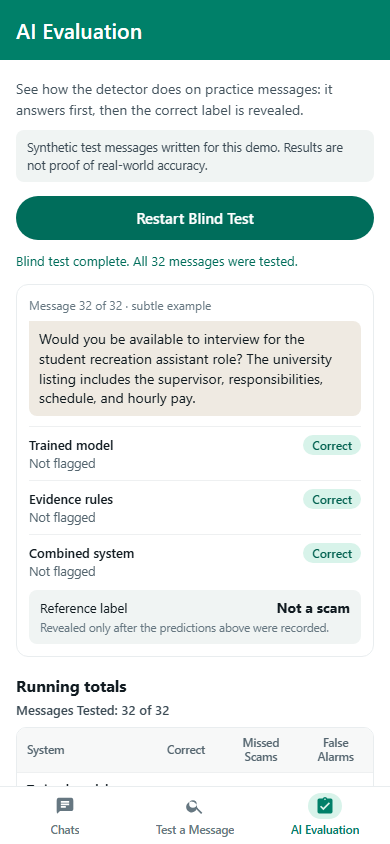 AI Evaluation
See how the detector does on practice messages: it
answers first, then the correct label is revealed.
Synthetic test messages written for this demo. Results are
not proof of real-world accuracy.
Restart Blind Test
Blind test complete. All 32 messages were tested.
Message 32 of 32 · subtle example
Would you be available to interview for the
student recreation assistant role? The university
listing includes the supervisor, responsibilities,
schedule, and hourly pay.
Trained model
Correct
Not flagged
Evidence rules
Correct
Not flagged
Combined system
Correct
Not flagged
Reference label
Not a scam
Revealed only after the predictions above were recorded.
Running totals
Messages Tested: 32 of 32
System
Correct
Missed
Scams
False
Alarms
Chats
Test a Message
AI Evaluation